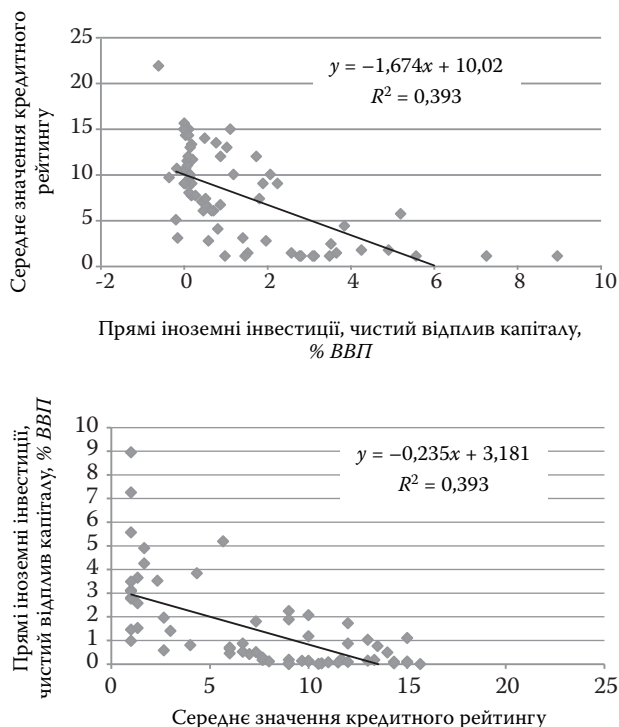 Середнє значення кредитного
рейтингу
25
20
15
10
5
0
-2
0
2
4
6
8
10
y = –1,674x + 10,02
R² = 0,393
Прямі іноземні інвестиції, чистий відплив капіталу,
% ВВП
Прямі іноземні інвестиції,
чистий відплив капіталу, % ВВП
10
9
8
7
6
5
4
3
2
1
0
0
5
10
15
20
25
y = –0,235x + 3,181
R² = 0,393
Середнє значення кредитного рейтингу